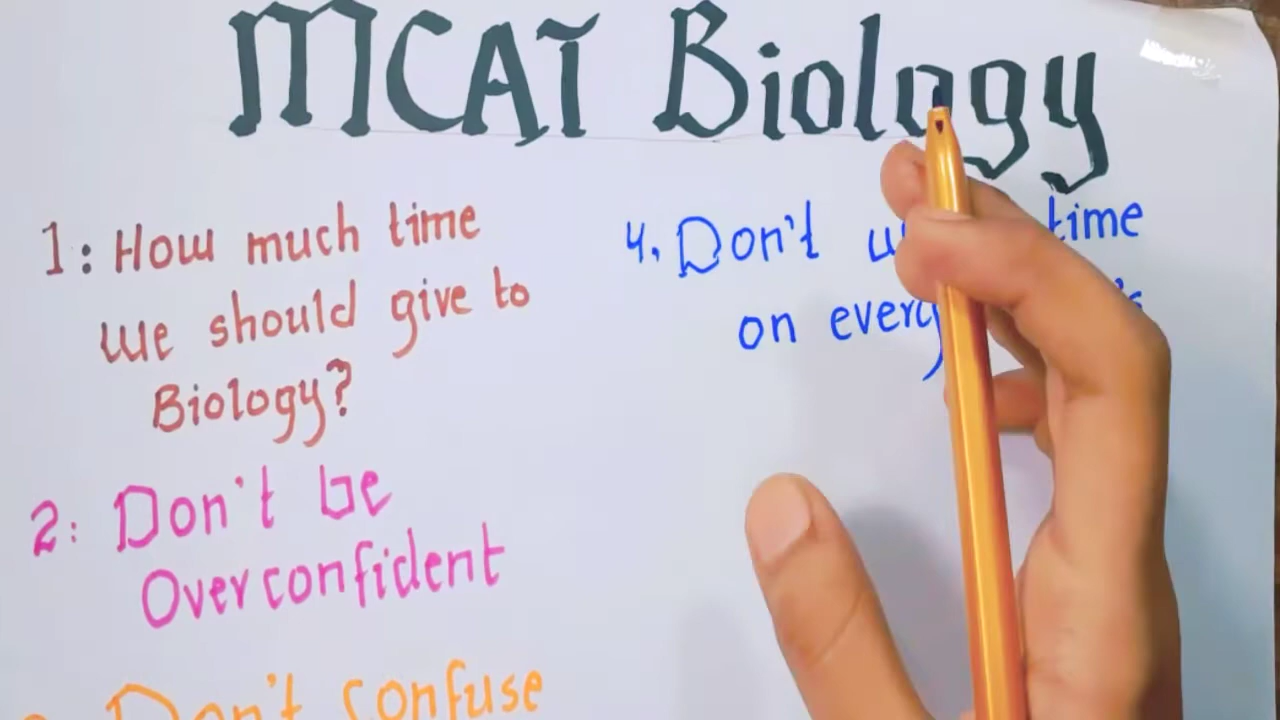 MCAT Biology
1: How much time
We should give to
Biology?
2: Don't be
Overconfident
Don't confuse
4. Don't time
on